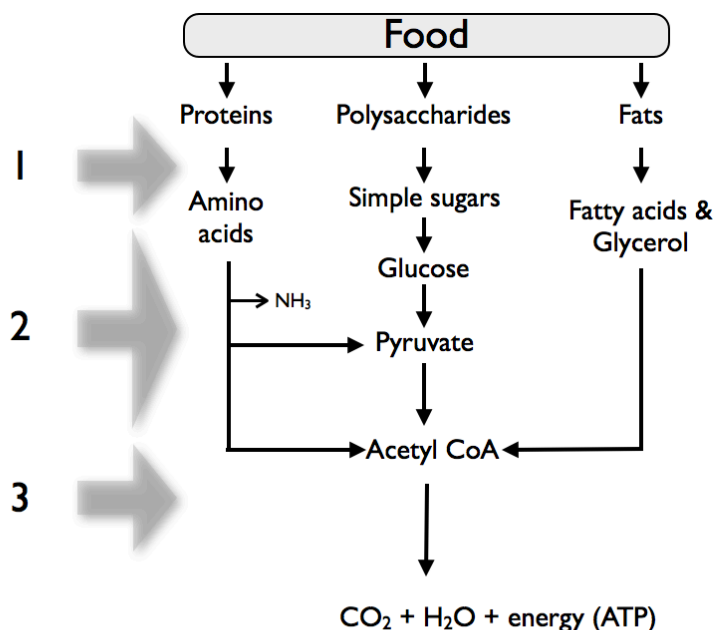 Food
Proteins
Polysaccharides
Fats
1
Amino
acids
Simple sugars
Fatty acids &
Glycerol
Glucose
NH₃
2
Pyruvate
Acetyl CoA
3
CO₂ + H₂O + energy (ATP)